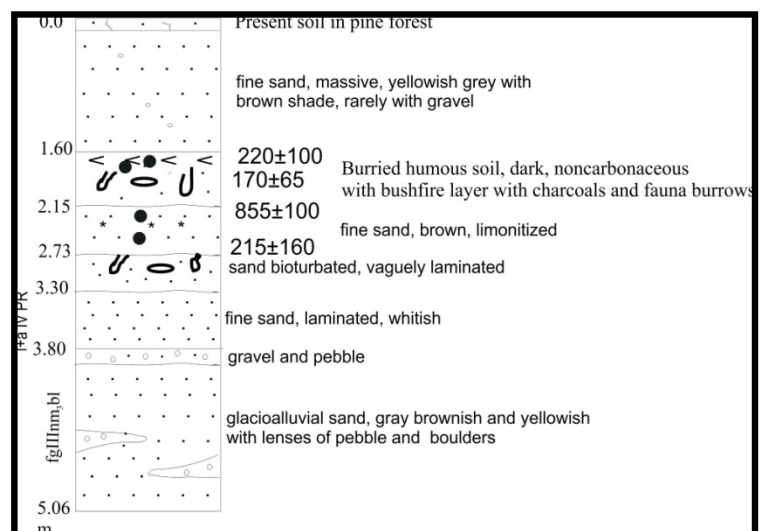 0.0
Present soil in pine forest
fine sand, massive, yellowish grey with
brown shade, rarely with gravel
1.60
220±100
170±65
Burried humous soil, dark, noncarbonaceous
with bushfire layer with charcoals and fauna burrows
2.15
855±100
fine sand, brown, limonitized
2.73
215±160
sand bioturbated, vaguely laminated
3.30
fine sand, laminated, whitish
IV PR
3.80
gravel and pebble
fgIIInm,bl
glacioalluvial sand, gray brownish and yellowish
with lenses of pebble and boulders
5.06
m